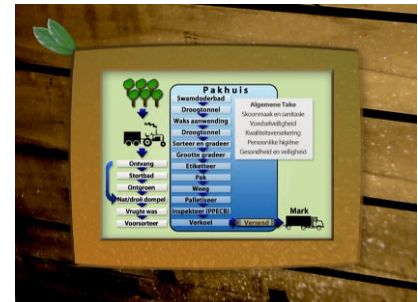 Pakhuis
Swamdoderbad
Droogtonnel
Waks aanwending
Droogtonnel
Sorteer en gradeer
Grootte gradeer
Etiketteer
Pak
Weeg
Palletiseer
Inspekteer (PPECB)
Verkoel
Versend
Algemene Take
Skoonmaak en sanitasie
Voedselveiligheid
Kwaliteitsversekering
Persoonlike higiëne
Gesondheid en veiligheid
Ontvang
Stortbad
Ontgroen
Nat/droë dompel
Vrugte was
Voorsorteer
Mark